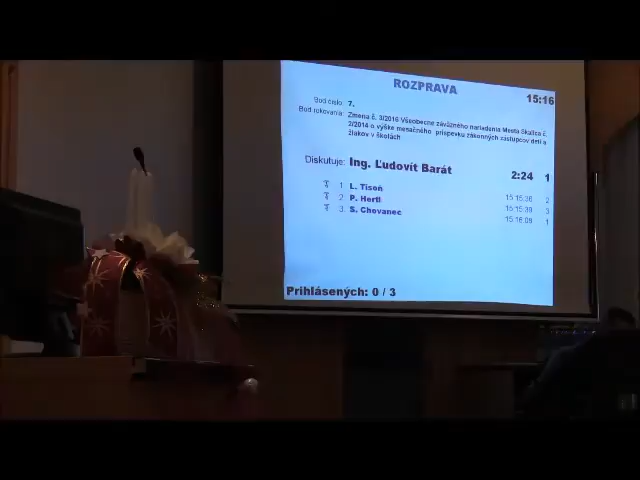 ROZPRAVA
15:16
Bod číslo: 7.
Bod rokovania: Zmena č. 3/2016 Všeobecne záväzného nariadenia Mesta Skalica č.
2/2014 o výške mesačného príspevku zákonných zástupcov detí a
žiakov v školách
Diskutuje: Ing. Ľudovít Barát 2:24 1
1. L. Tisoň 15:15:36 2
2. P. Hertl 15:15:39 3
3. S. Chovanec 15:16:09 1
Prihlásených: 0 / 3